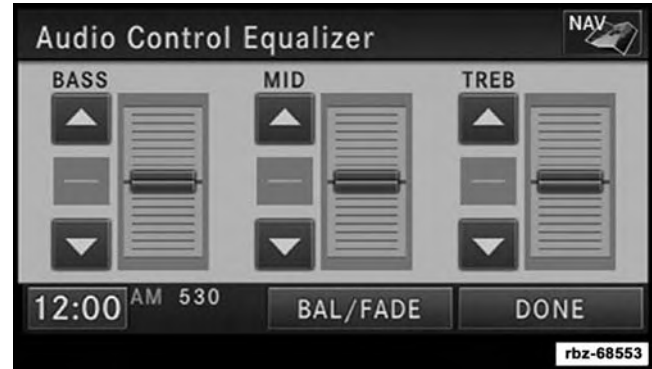 Audio Control Equalizer
NAV
BASS MID TREB
12:00 AM 530 BAL/FADE DONE
rbz-68553